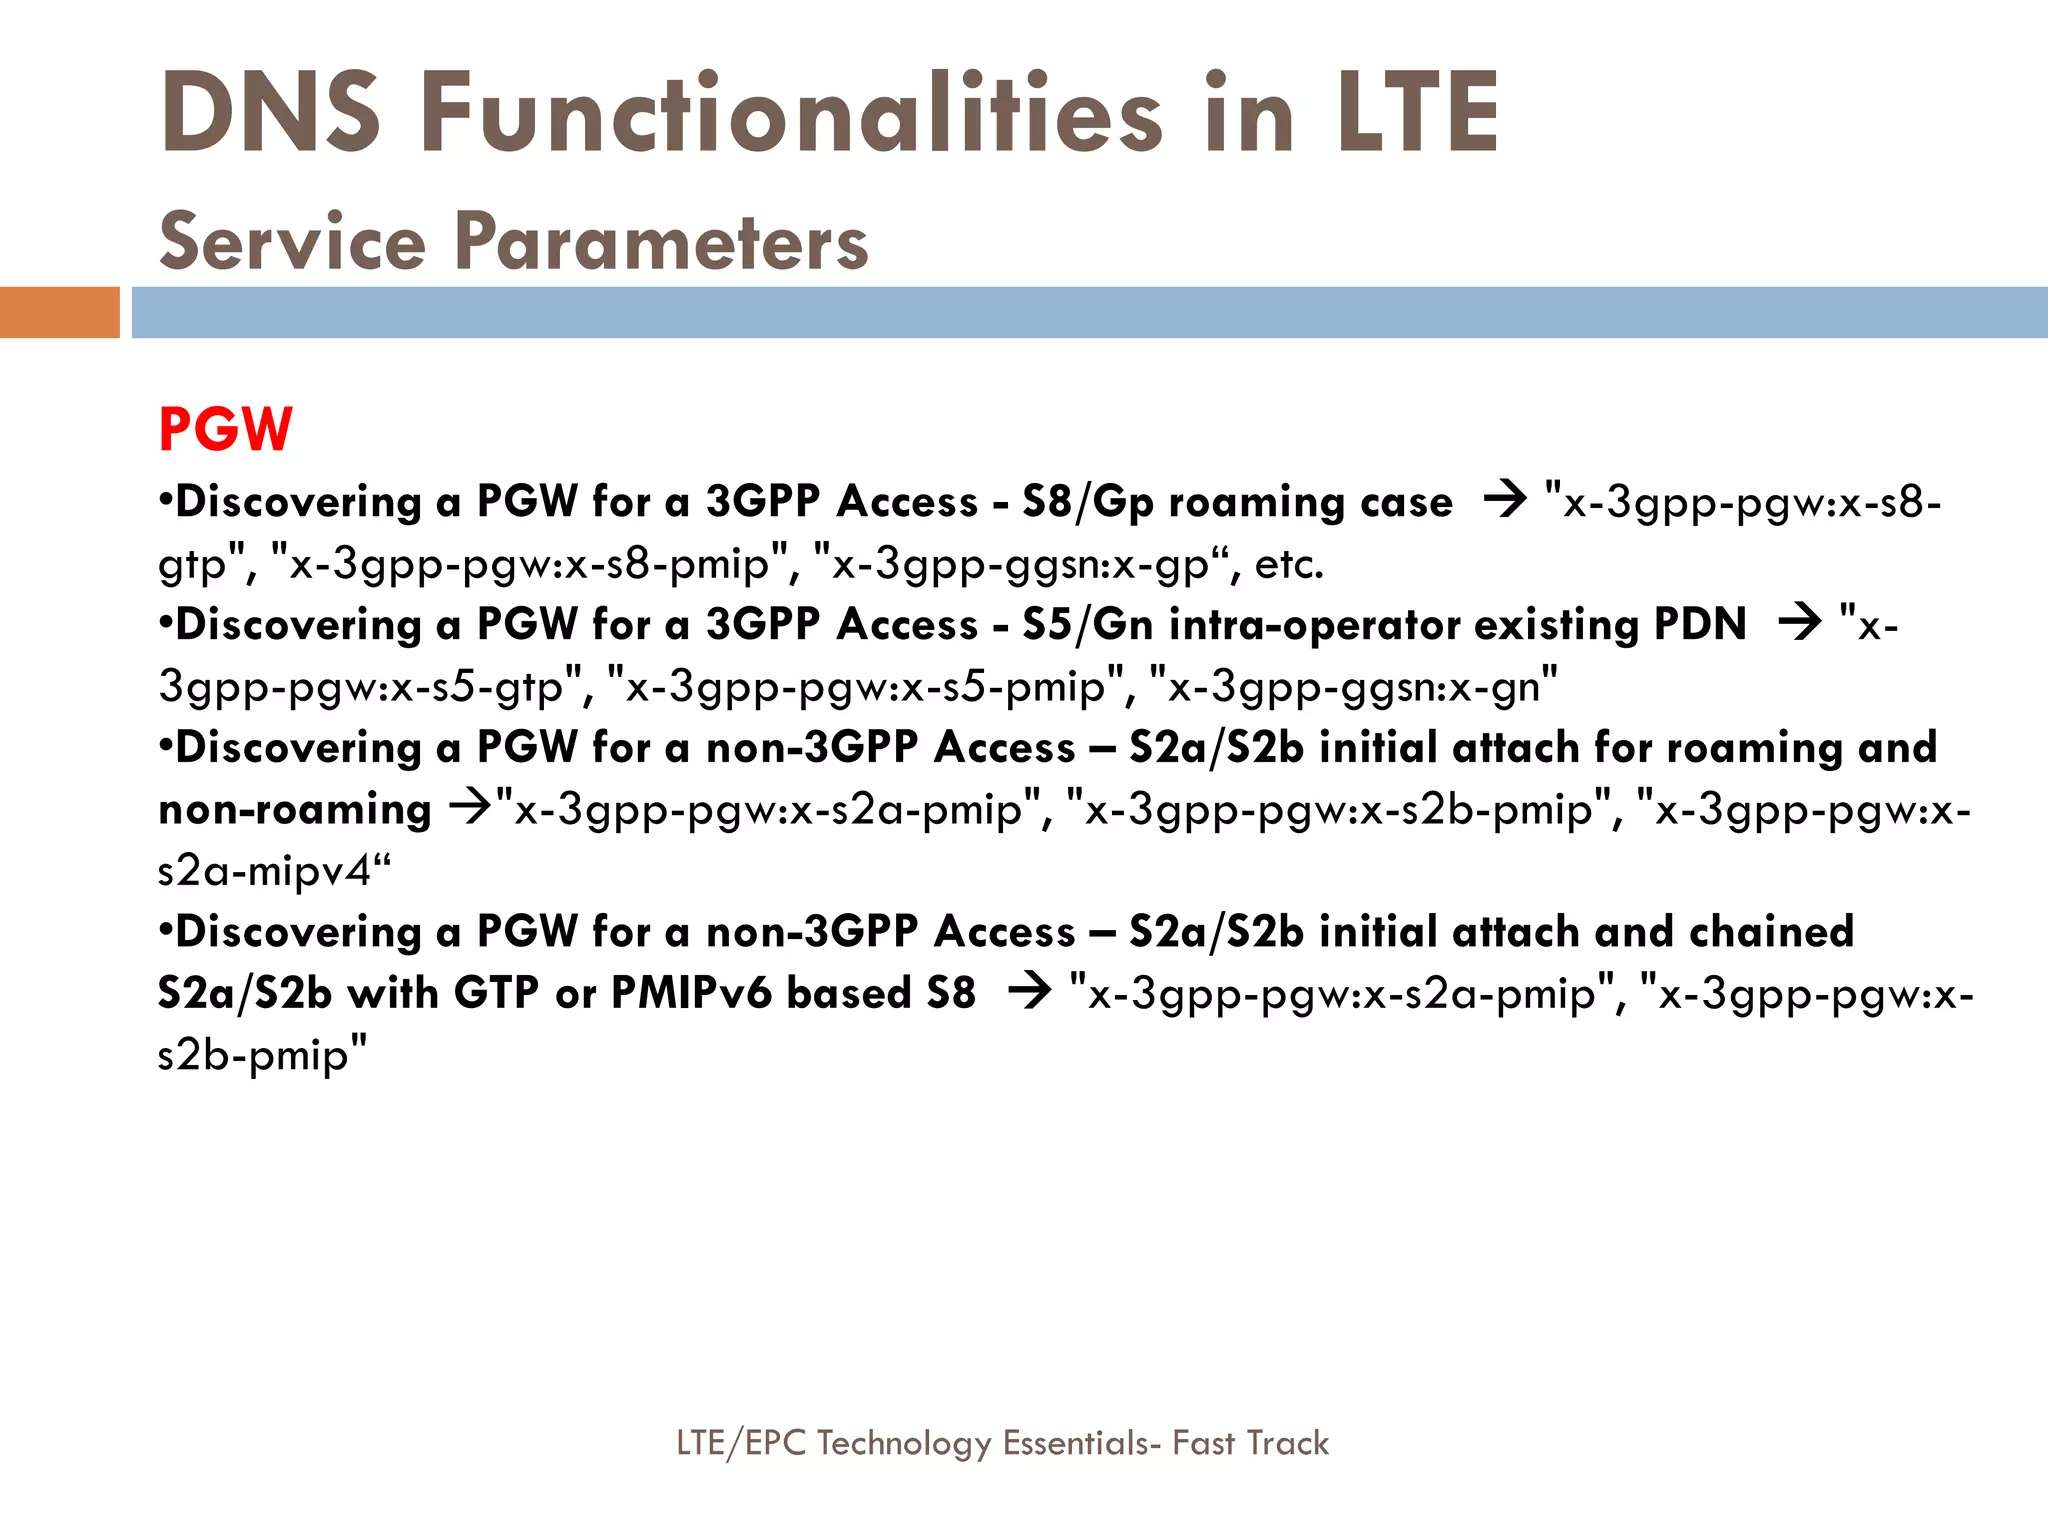 DNS Functionalities in LTE
Service Parameters
PGW
•Discovering a PGW for a 3GPP Access - S8/Gp roaming case → "x-3gpp-pgw:x-s8-
gtp", "x-3gpp-pgw:x-s8-pmip", "x-3gpp-ggsn:x-gp“, etc.
•Discovering a PGW for a 3GPP Access - S5/Gn intra-operator existing PDN → "x-
3gpp-pgw:x-s5-gtp", "x-3gpp-pgw:x-s5-pmip", "x-3gpp-ggsn:x-gn"
•Discovering a PGW for a non-3GPP Access – S2a/S2b initial attach for roaming and
non-roaming →"x-3gpp-pgw:x-s2a-pmip", "x-3gpp-pgw:x-s2b-pmip", "x-3gpp-pgw:x-
s2a-mipv4“
•Discovering a PGW for a non-3GPP Access – S2a/S2b initial attach and chained
S2a/S2b with GTP or PMIPv6 based S8 → "x-3gpp-pgw:x-s2a-pmip", "x-3gpp-pgw:x-
s2b-pmip"
LTE/EPC Technology Essentials- Fast Track